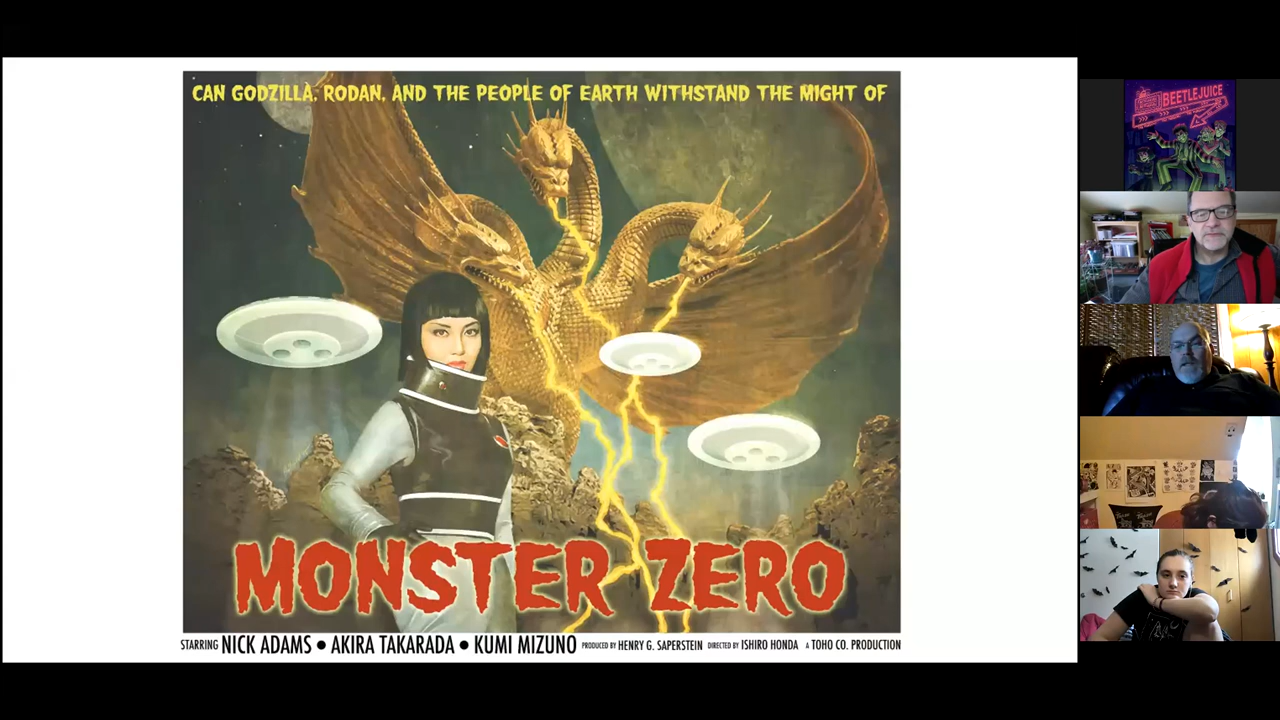 CAN GODZILLA, RODAN, AND THE PEOPLE OF EARTH WITHSTAND THE MIGHT OF
MONSTER ZERO
STARRING NICK ADAMS • AKIRA TAKARADA • KUMI MIZUNO PRODUCED BY HENRY G. SAPERSTEIN DIRECTED BY ISHIRO HONDA A TOHO CO. PRODUCTION
BEETLEJUICE